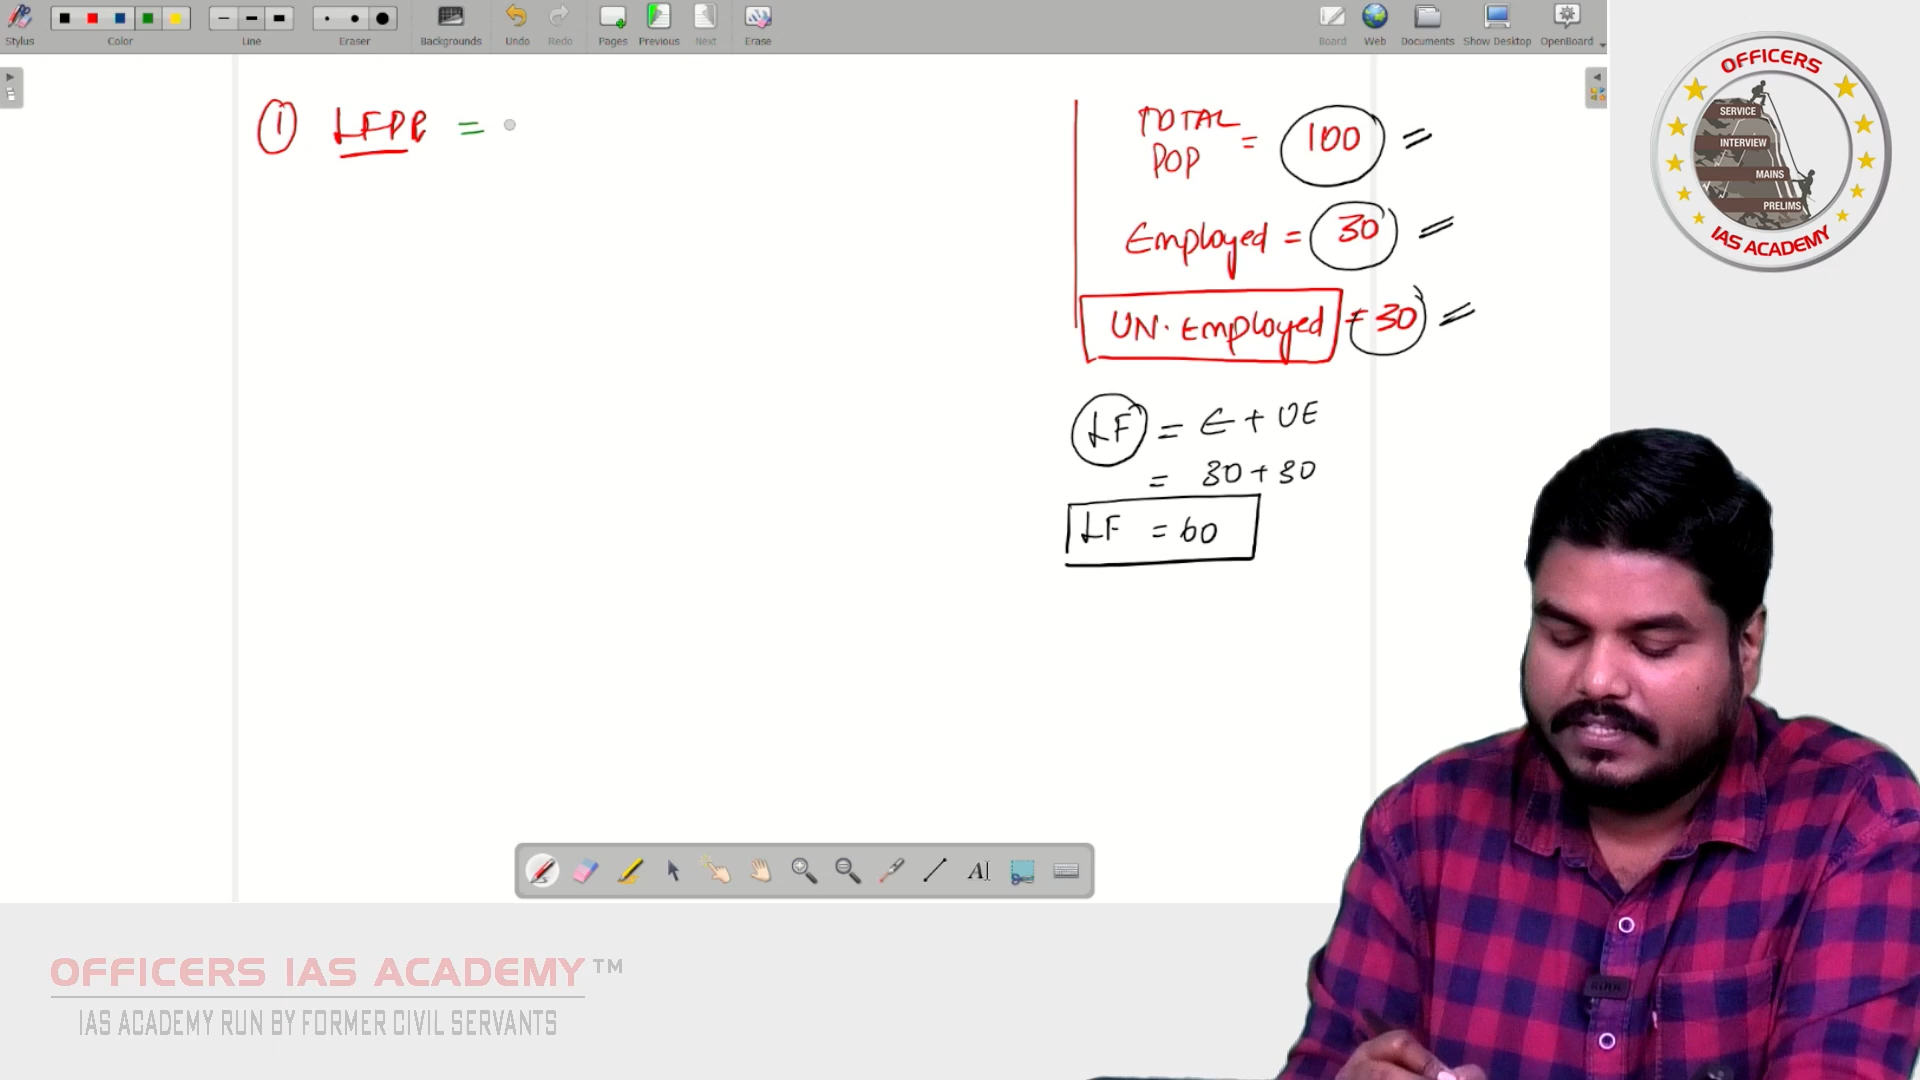 Stylus
Color
Line
Eraser
Backgrounds
Undo
Redo
Pages
Previous
Next
Erase
Board
Web
Documents
Show Desktop
OpenBoard
① LFPR =
TOTAL POP = 100
Employed = 30
UN. Employed = 30
LF = E + UE
= 30 + 30
LF = 60
AI
OFFICERS
SERVICE
INTERVIEW
MAINS
PRELIMS
IAS ACADEMY
OFFICERS IAS ACADEMY™
IAS ACADEMY RUN BY FORMER CIVIL SERVANTS